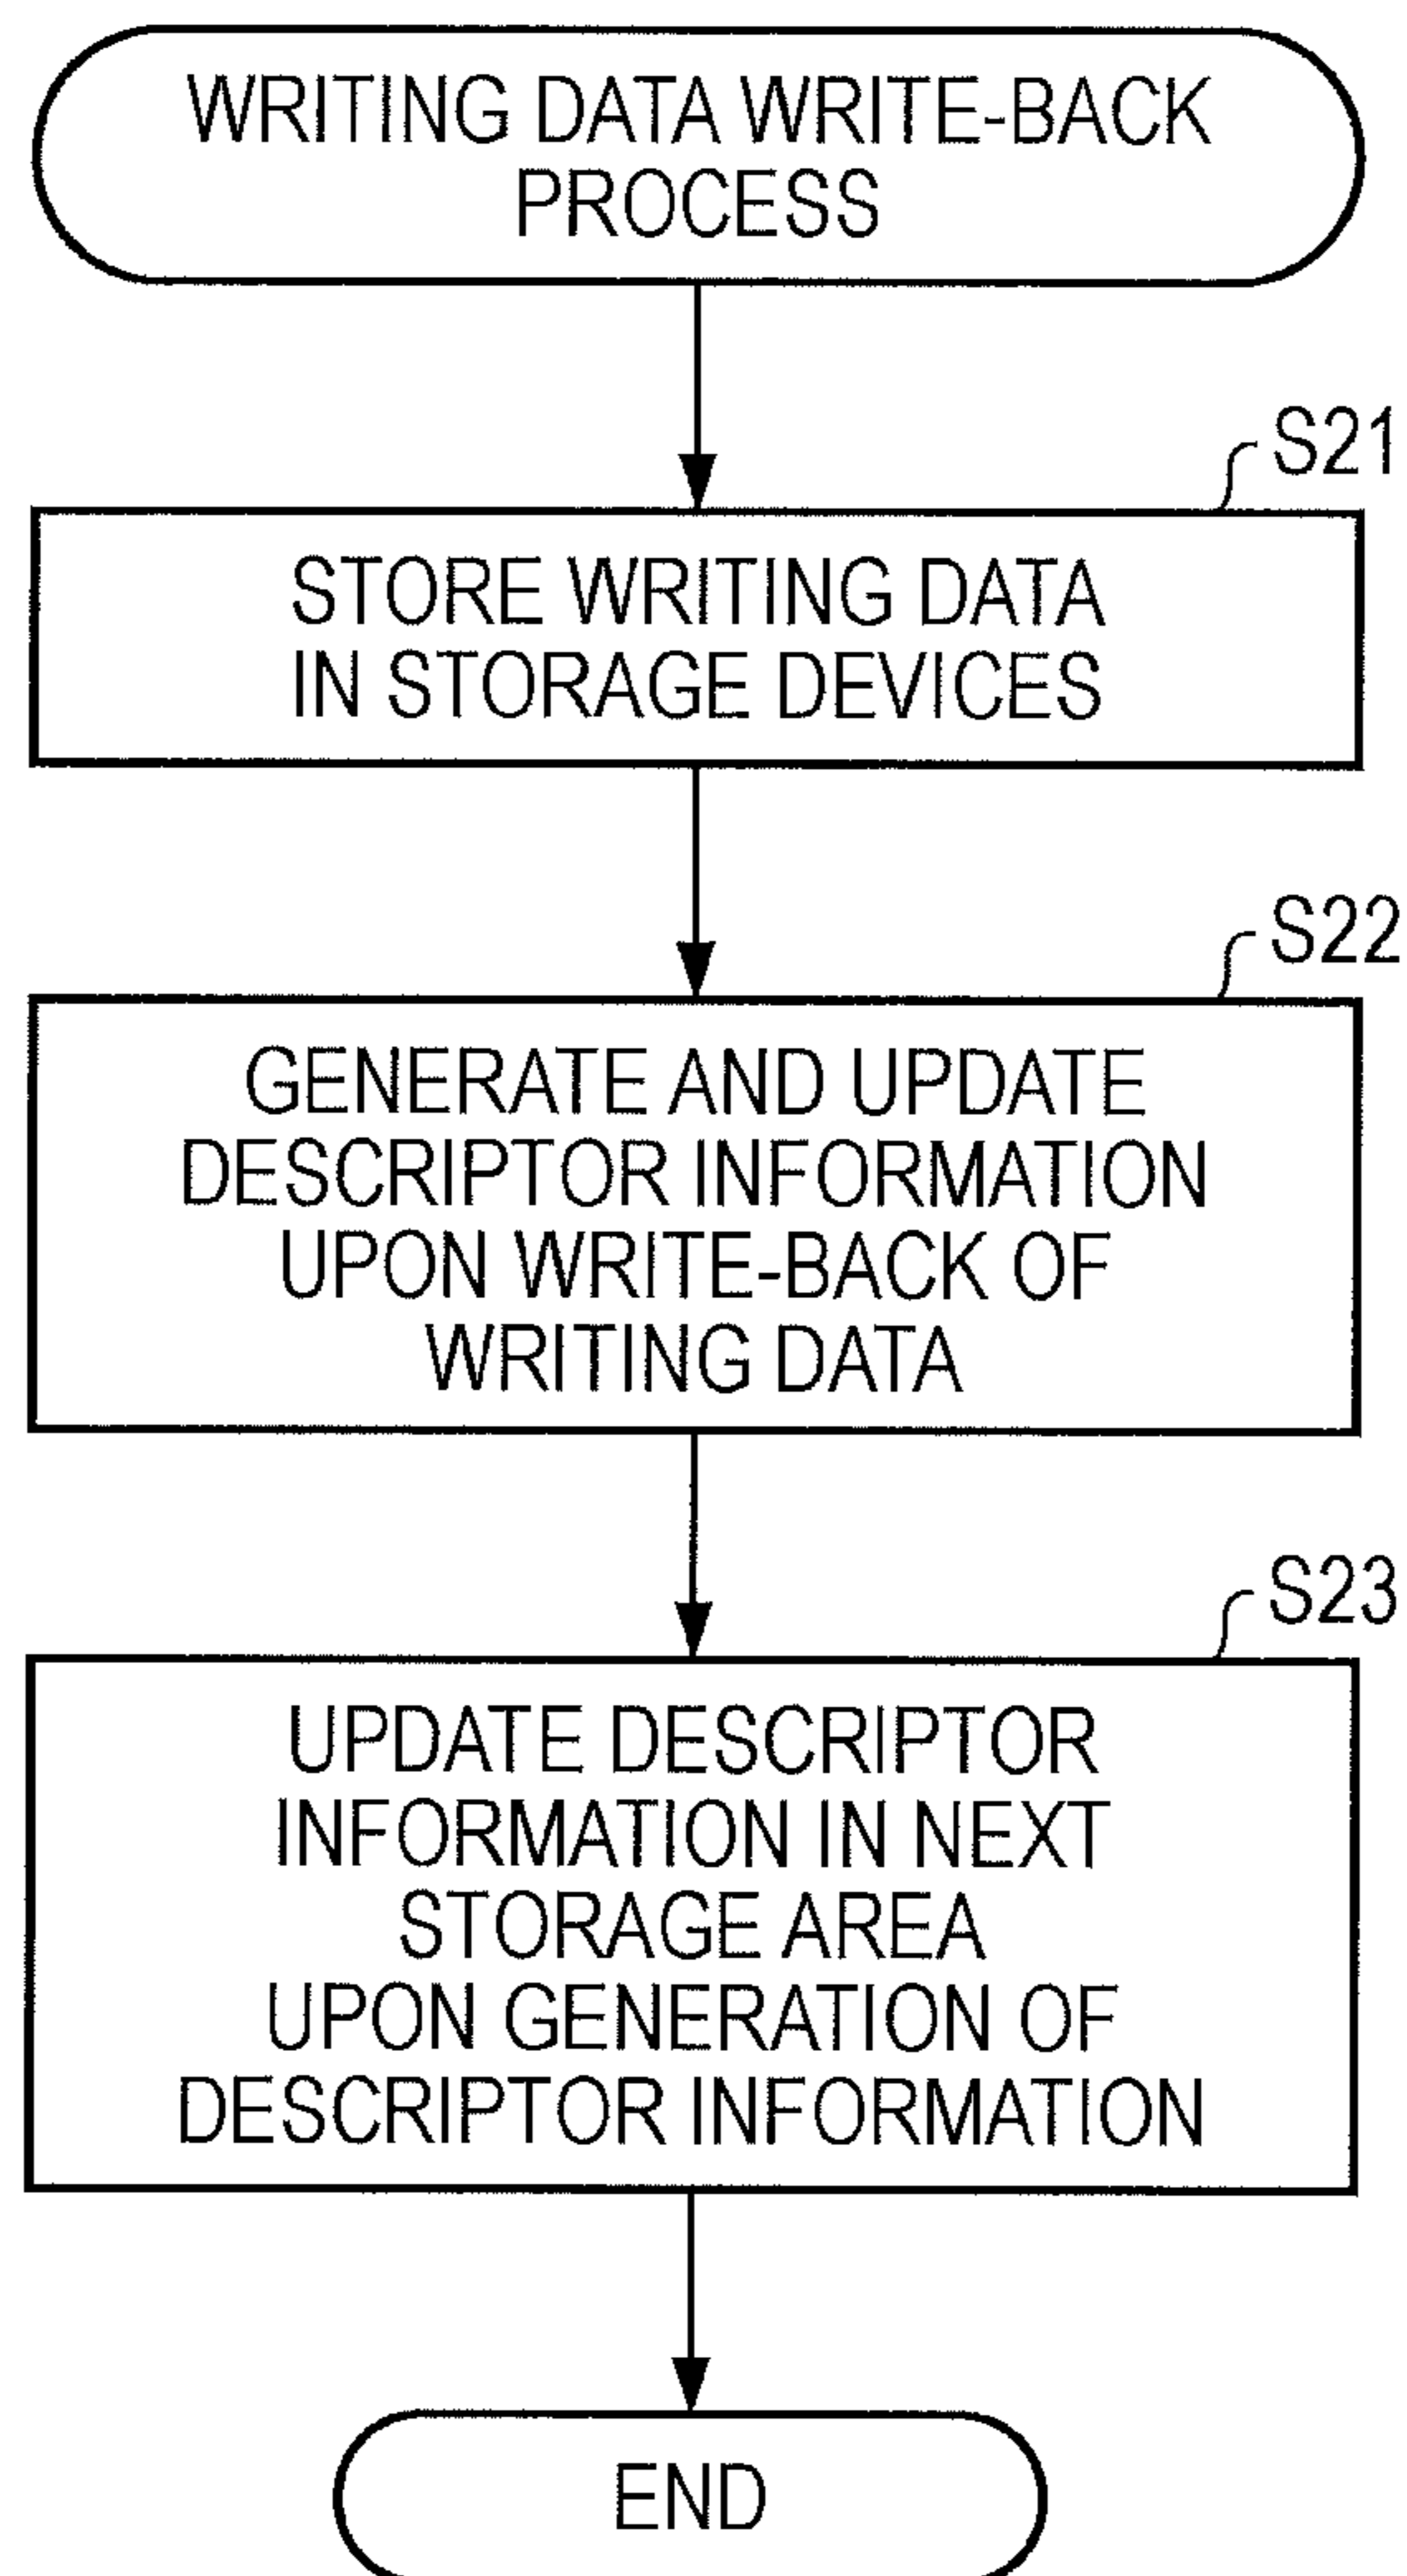 WRITING DATA WRITE-BACK
PROCESS
S21
STORE WRITING DATA
IN STORAGE DEVICES
S22
GENERATE AND UPDATE
DESCRIPTOR INFORMATION
UPON WRITE-BACK OF
WRITING DATA
S23
UPDATE DESCRIPTOR
INFORMATION IN NEXT
STORAGE AREA
UPON GENERATION OF
DESCRIPTOR INFORMATION
END